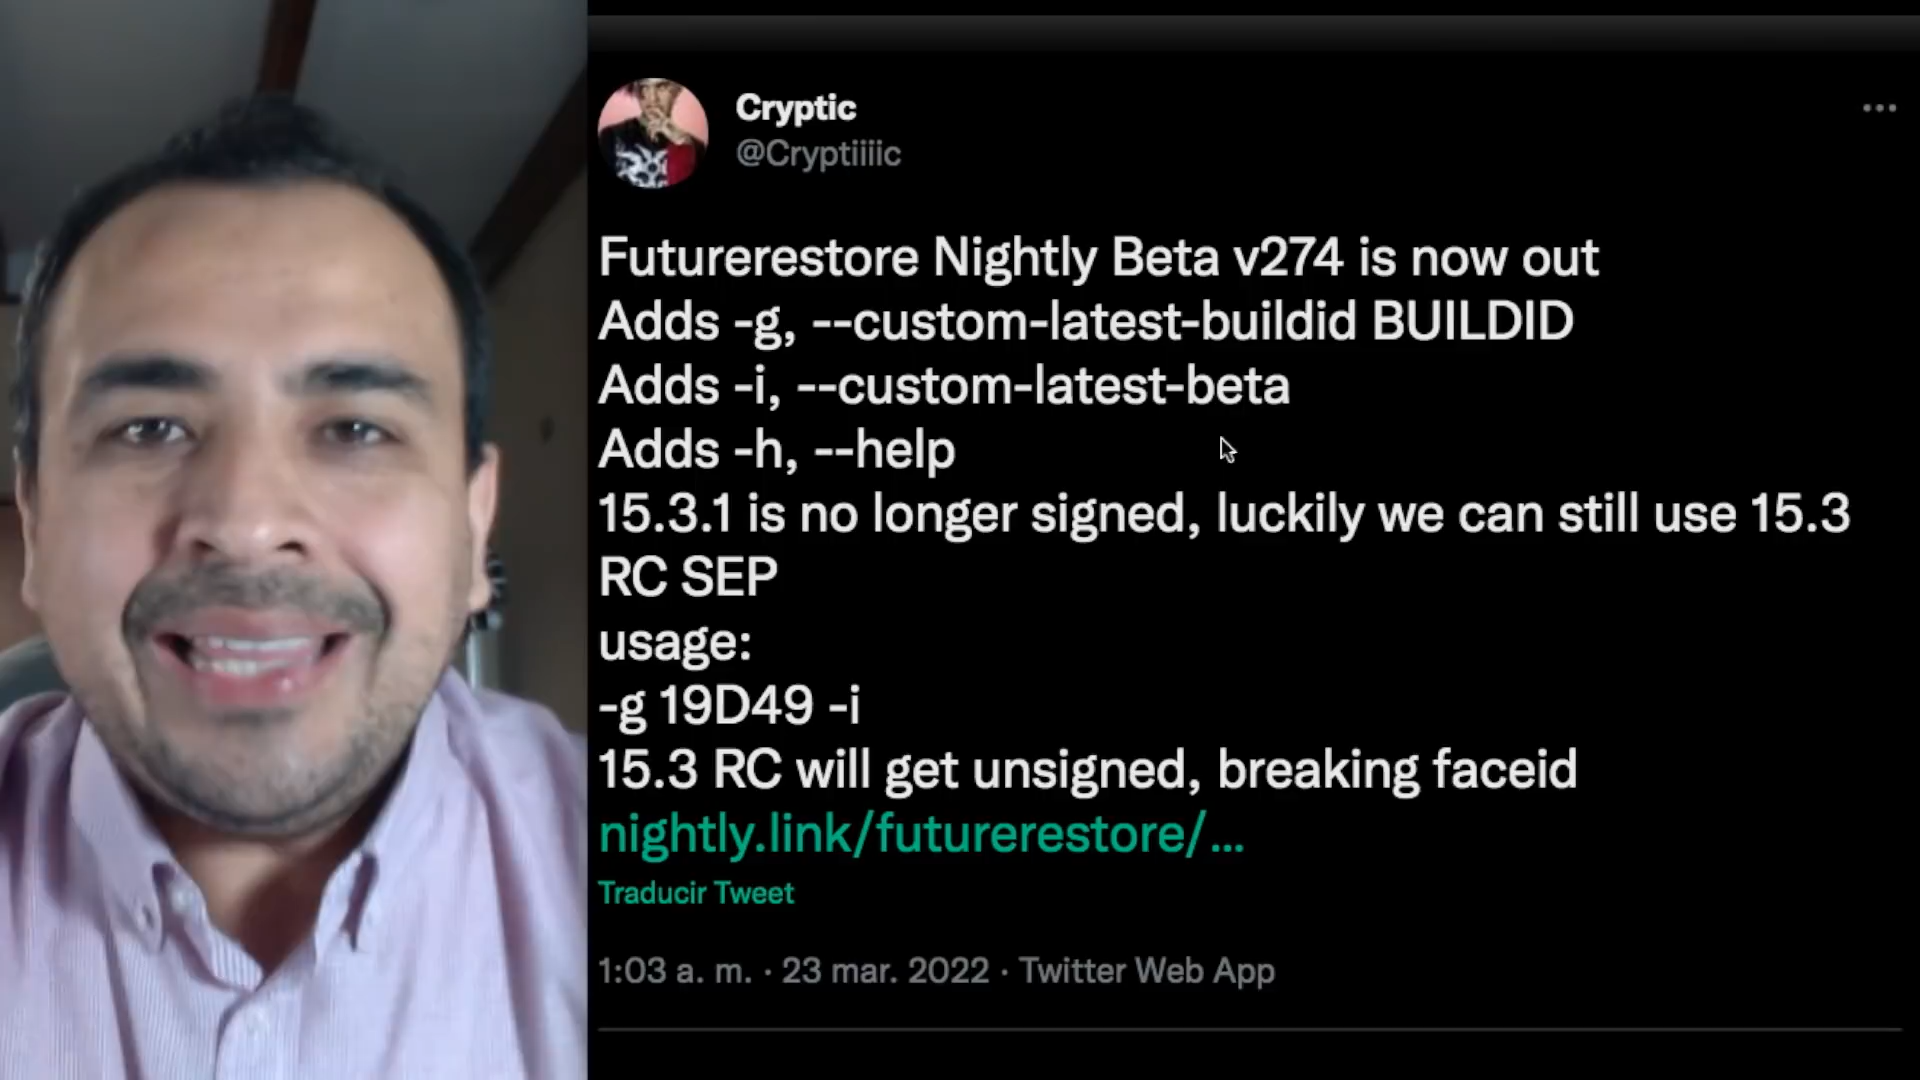 Cryptic
@Cryptiiiic
Futurerestore Nightly Beta v274 is now out
Adds -g, --custom-latest-buildid BUILDID
Adds -i, --custom-latest-beta
Adds -h, --help
15.3.1 is no longer signed, luckily we can still use 15.3
RC SEP
usage:
-g 19D49 -i
15.3 RC will get unsigned, breaking faceid
nightly.link/futurerestore/...
Traducir Tweet
1:03 a. m. · 23 mar. 2022 · Twitter Web App